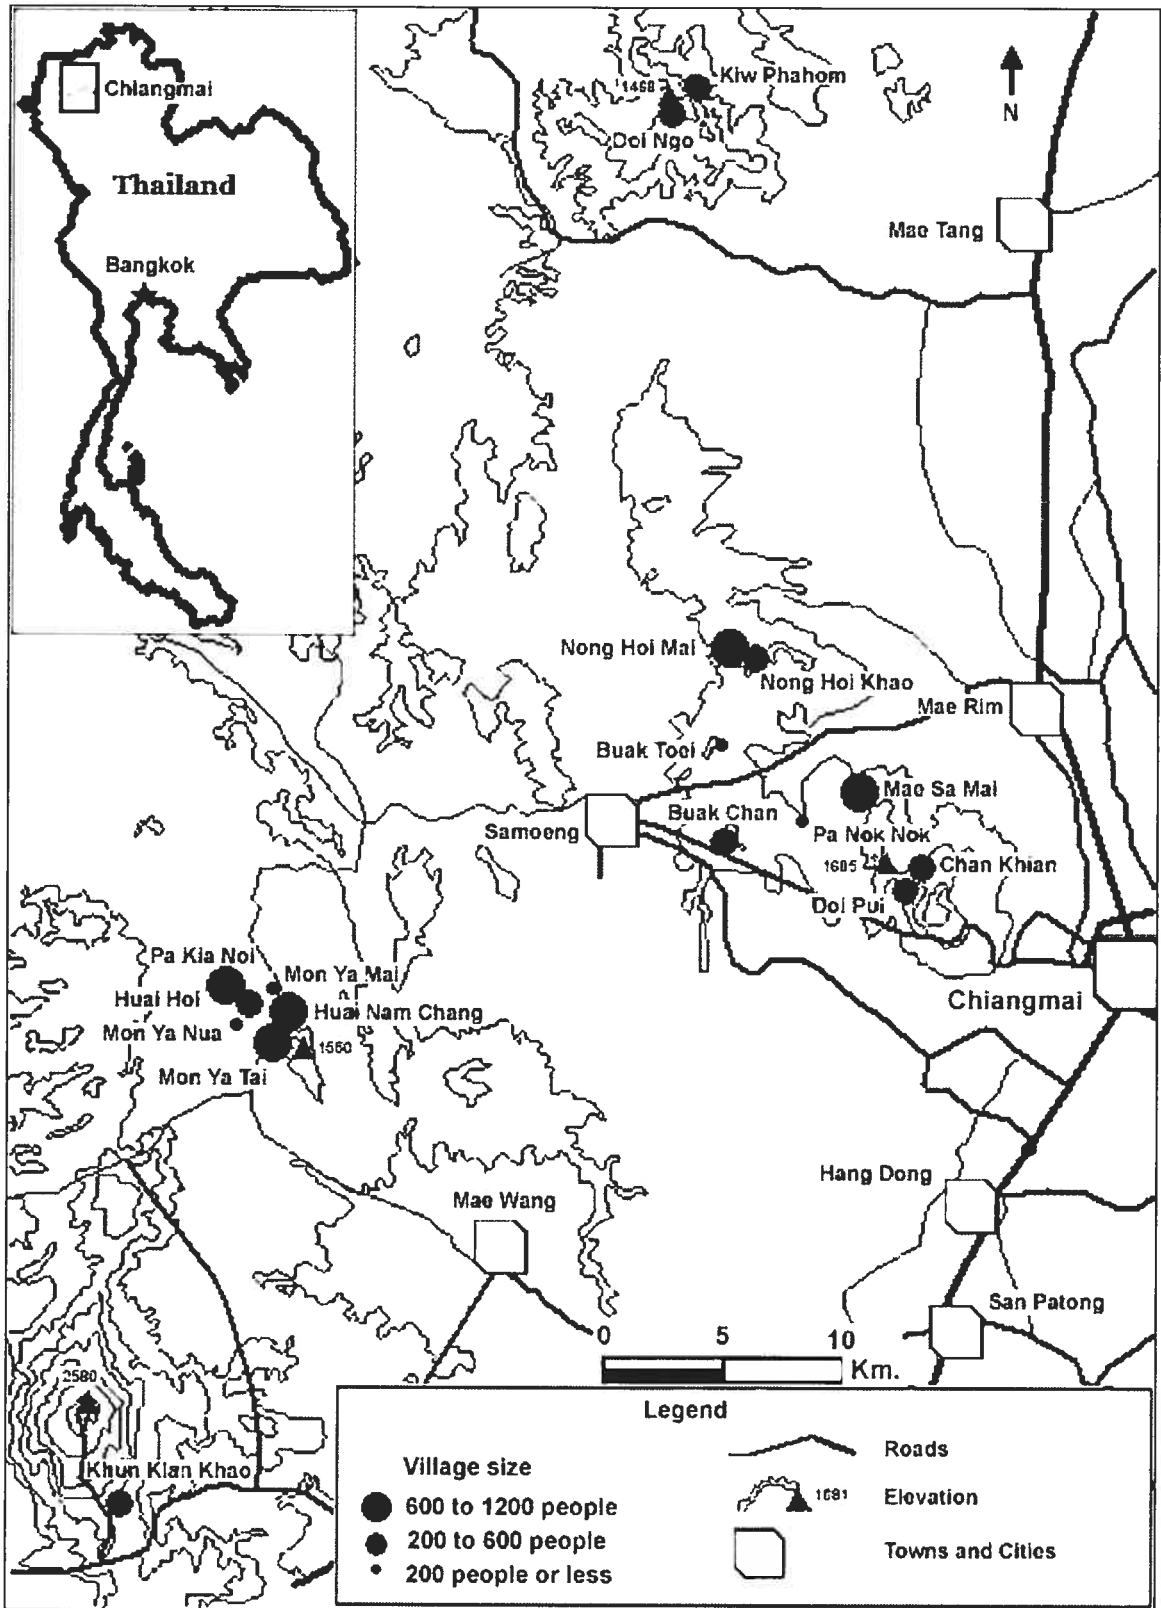 Chiangmai
Thailand
Bangkok
1468
Kiw Phahom
Doi Ngo
N
Mae Tang
Nong Hoi Mai
Nong Hoi Khao
Mae Rim
Buak Toei
Mae Sa Mai
Buak Chan
Samoeng
Pa Nok Nok
1685
Chan Khian
Doi Pui
Pa Kia Noi
Mon Ya Mai
Huai Hoi
Huai Nam Chang
Mon Ya Nua
1560
Mon Ya Tai
Chiangmai
Hang Dong
Mae Wang
San Patong
0 5 10
Km.
2580
Khun Klan Khao
Legend
Village size
600 to 1200 people
200 to 600 people
200 people or less
Roads
1681
Elevation
Towns and Cities